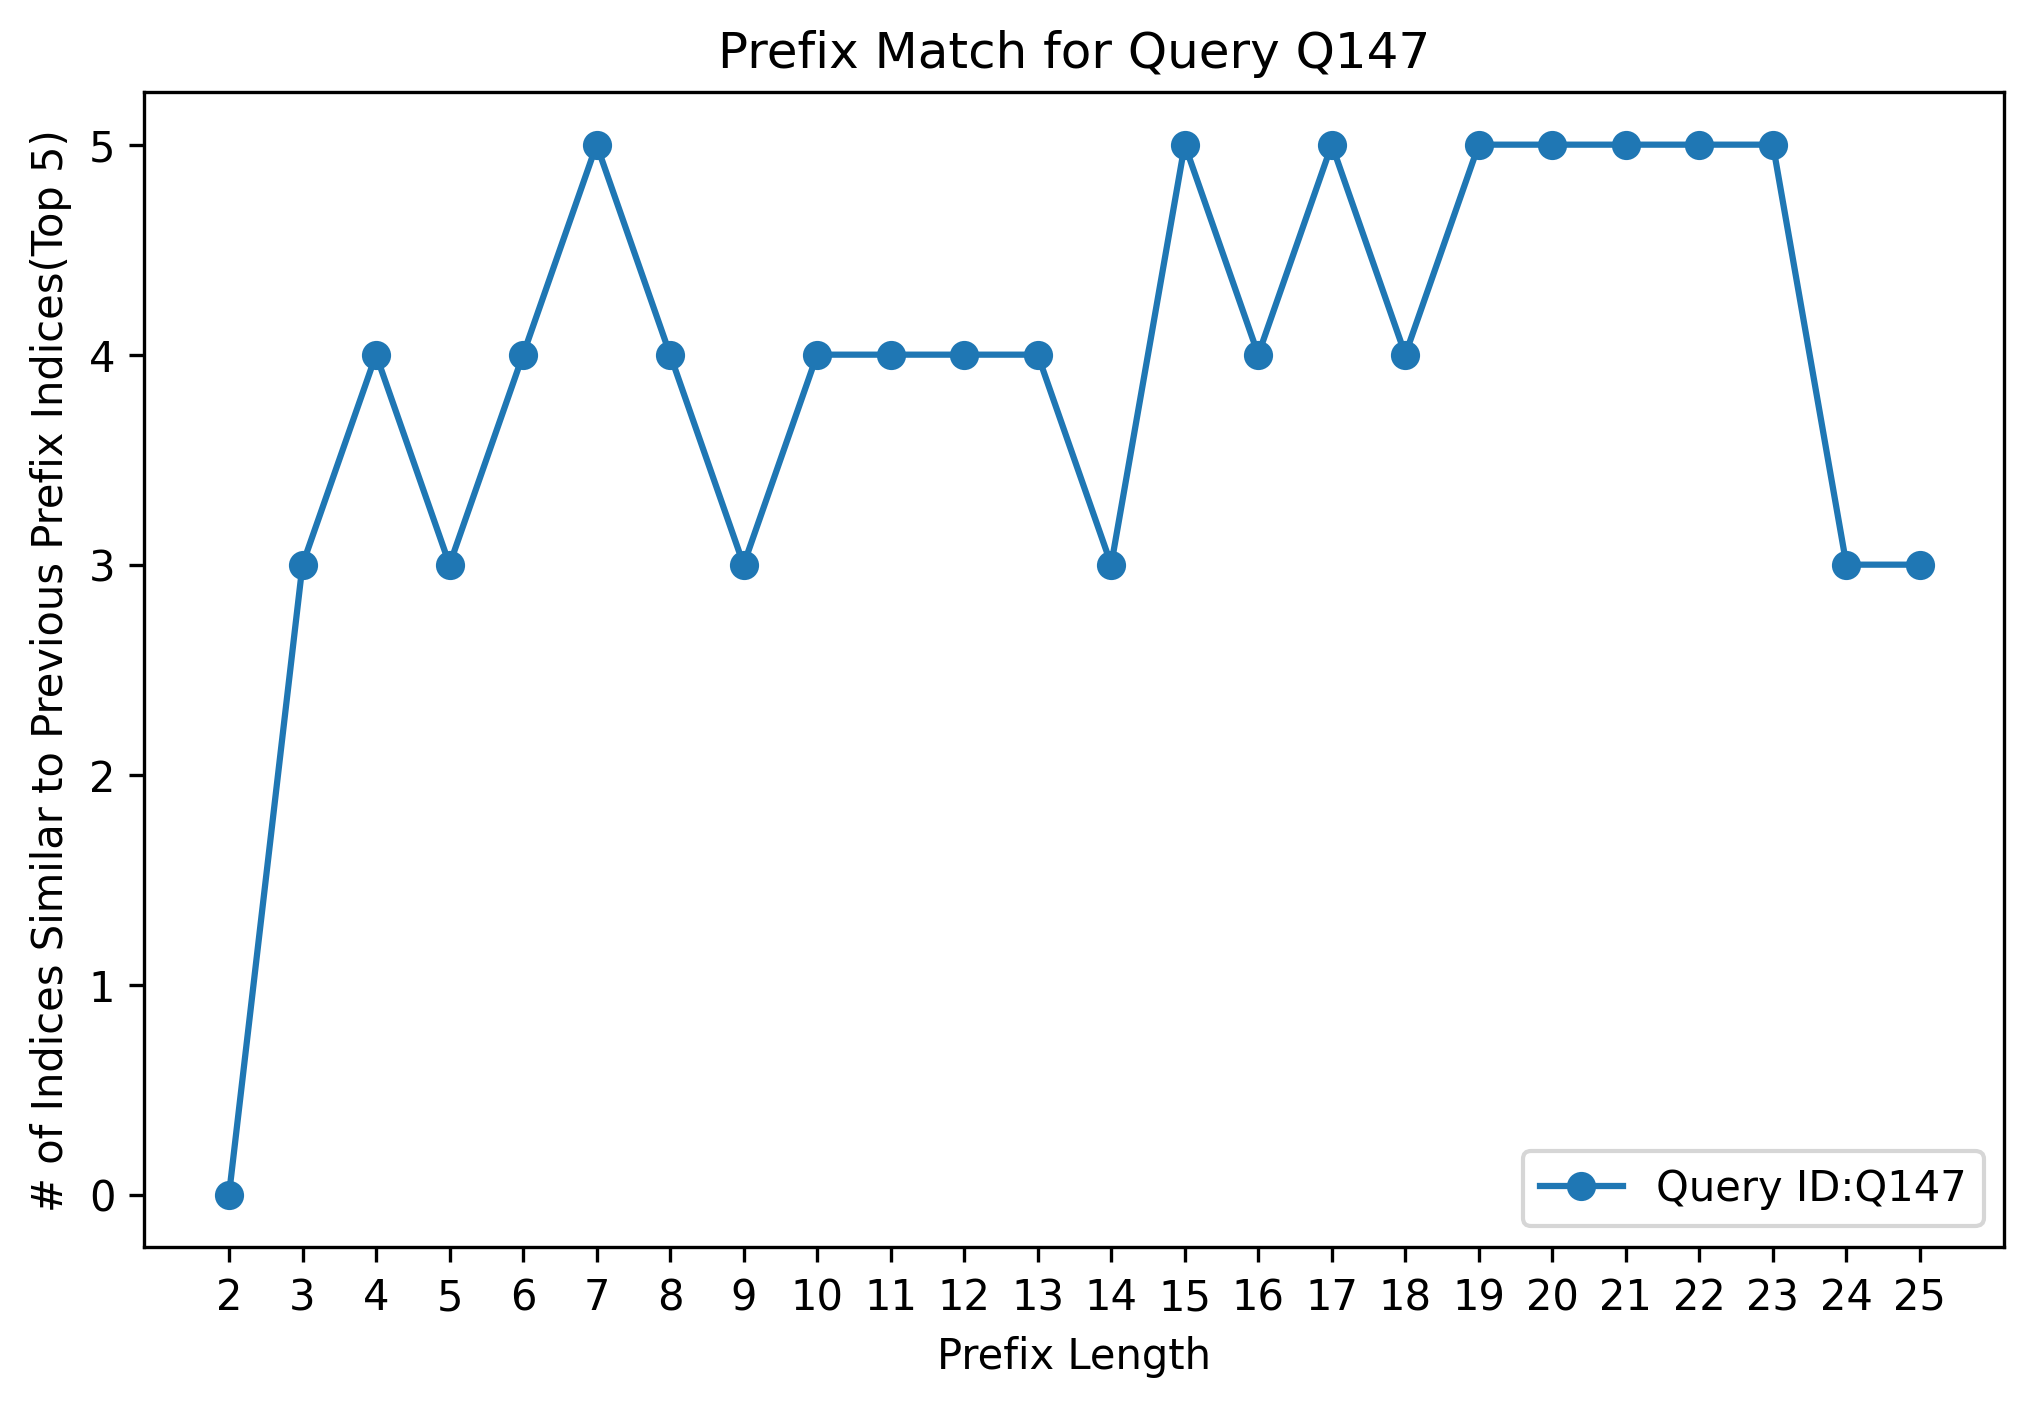 Prefix Match for Query Q147
# of Indices Similar to Previous Prefix Indices(Top 5)
5
4
3
2
1
0
Query ID:Q147
2 3 4 5 6 7 8 9 10 11 12 13 14 15 16 17 18 19 20 21 22 23 24 25
Prefix Length